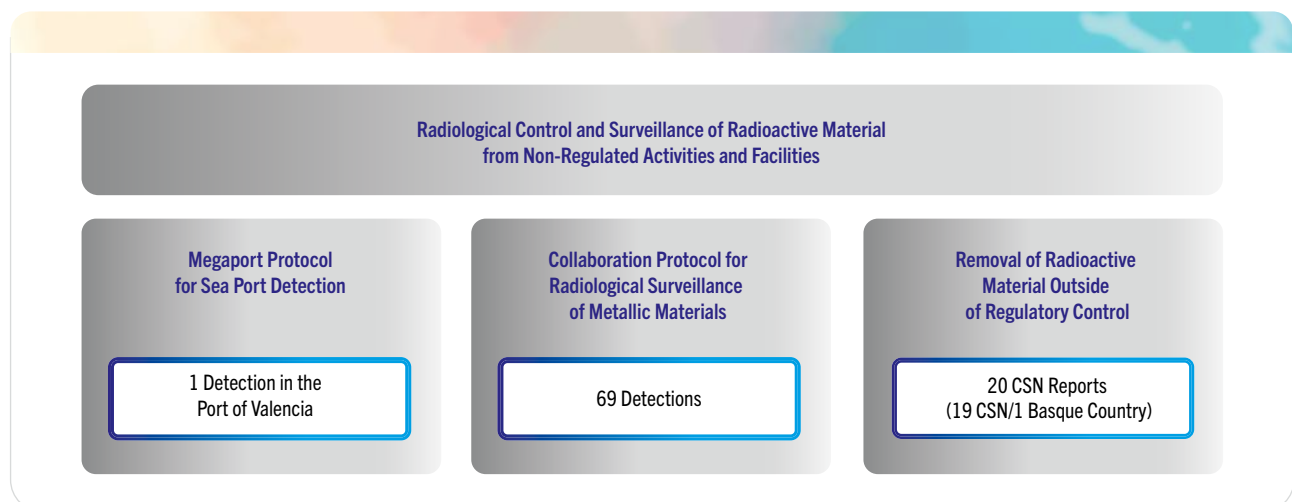 Radiological Control and Surveillance of Radioactive Material
from Non-Regulated Activities and Facilities
Megaport Protocol
for Sea Port Detection
1 Detection in the
Port of Valencia
Collaboration Protocol for
Radiological Surveillance
of Metallic Materials
69 Detections
Removal of Radioactive
Material Outside
of Regulatory Control
20 CSN Reports
(19 CSN/1 Basque Country)